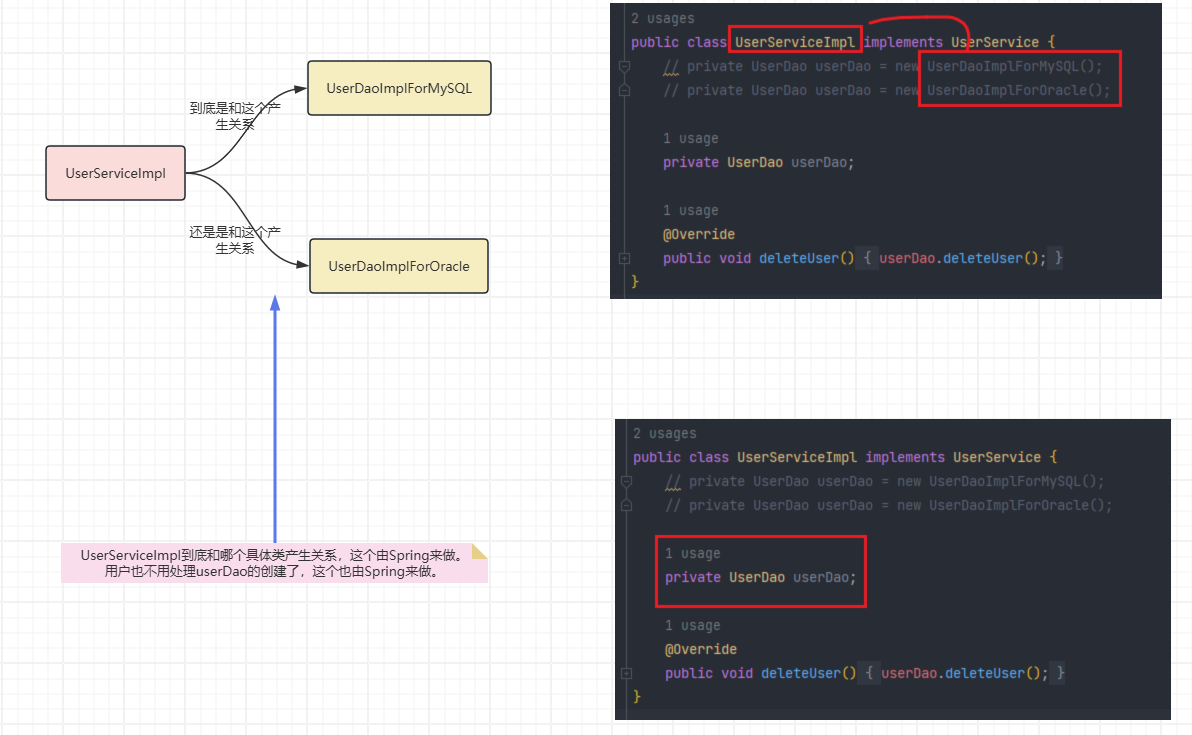 UserDaoImplForMySQL
到底是和这个产
生关系
UserServiceImpl
还是是和这个产
生关系
UserDaoImplForOracle
UserServiceImpl到底和哪个具体类产生关系，这个由Spring来做。
用户也不用处理userDao的创建了，这个也由Spring来做。
2 usages
public class UserServiceImpl implements UserService {
// private UserDao userDao = new UserDaoImplForMySQL();
// private UserDao userDao = new UserDaoImplForOracle();
1 usage
private UserDao userDao;
1 usage
@Override
public void deleteUser() { userDao.deleteUser(); }
}
2 usages
public class UserServiceImpl implements UserService {
// private UserDao userDao = new UserDaoImplForMySQL();
// private UserDao userDao = new UserDaoImplForOracle();
1 usage
private UserDao userDao;
1 usage
@Override
public void deleteUser() { userDao.deleteUser(); }
}